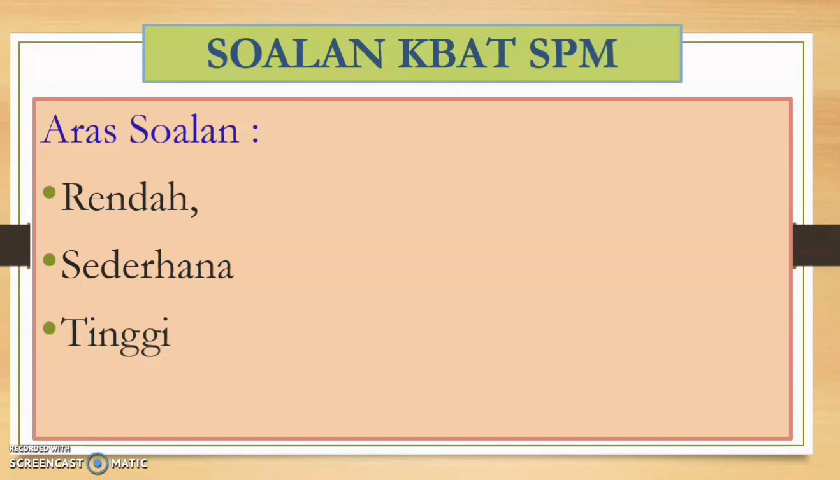 SOALAN KBAT SPM
Aras Soalan :
• Rendah,
• Sederhana
• Tinggi
RECORDED WITH
SCREENCAST MATIC